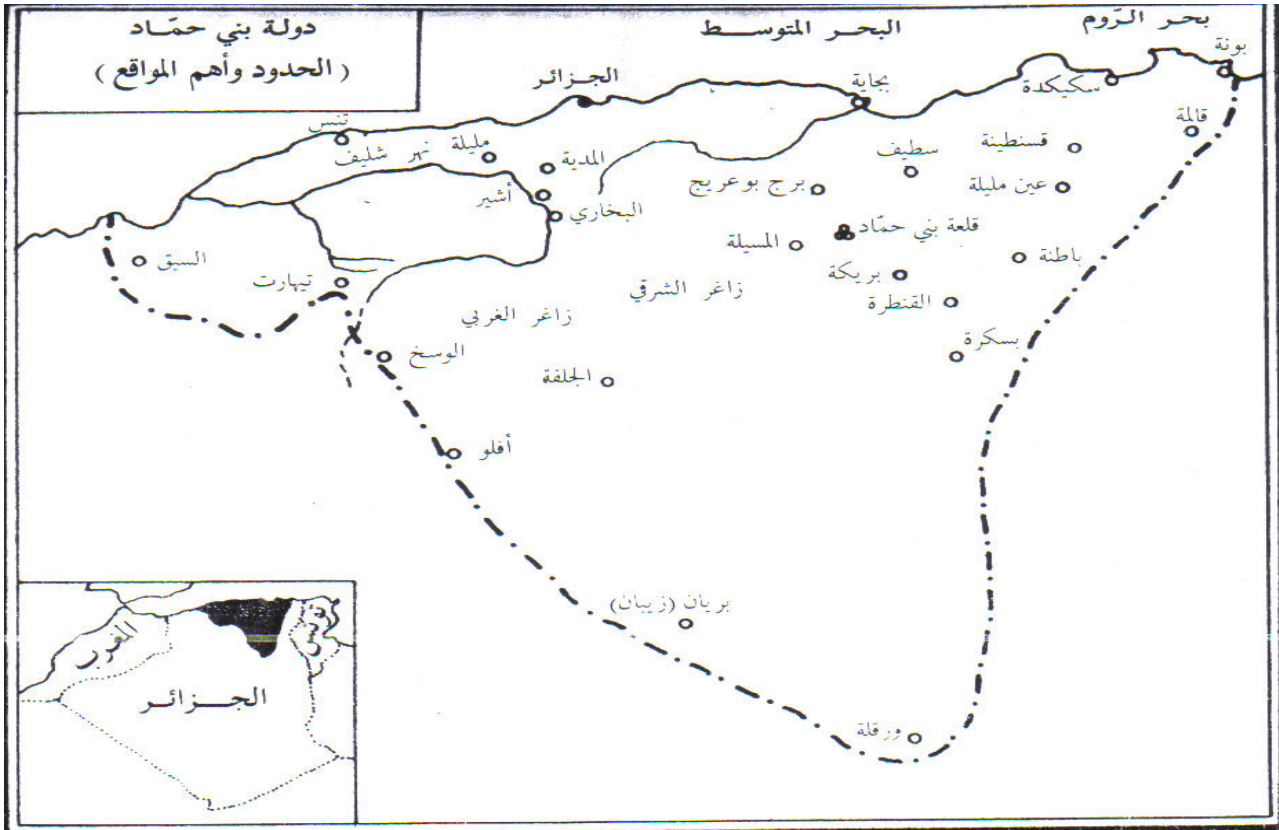 دولة بني حمّاد
( الحدود وأهم المواقع )
بحر الرّوم
البحر المتوسط
بونة
الجزائر
بجاية
سكيكدة
تنس
قالمة
مليلة
نهر شليف
المدية
سطيف
قسنطينة
برج بوعريج
عين مليلة
أشير
البخاري
قلعة بني حمّاد
المسيلة
باطنة
السيق
تيهارت
بريكة
زاغر الشرقي
القنطرة
زاغر الغربي
بسكرة
الوسخ
الجلفة
أفلو
بريان (زيبان)
ورقلة
تونس
المغرب
الجزائر